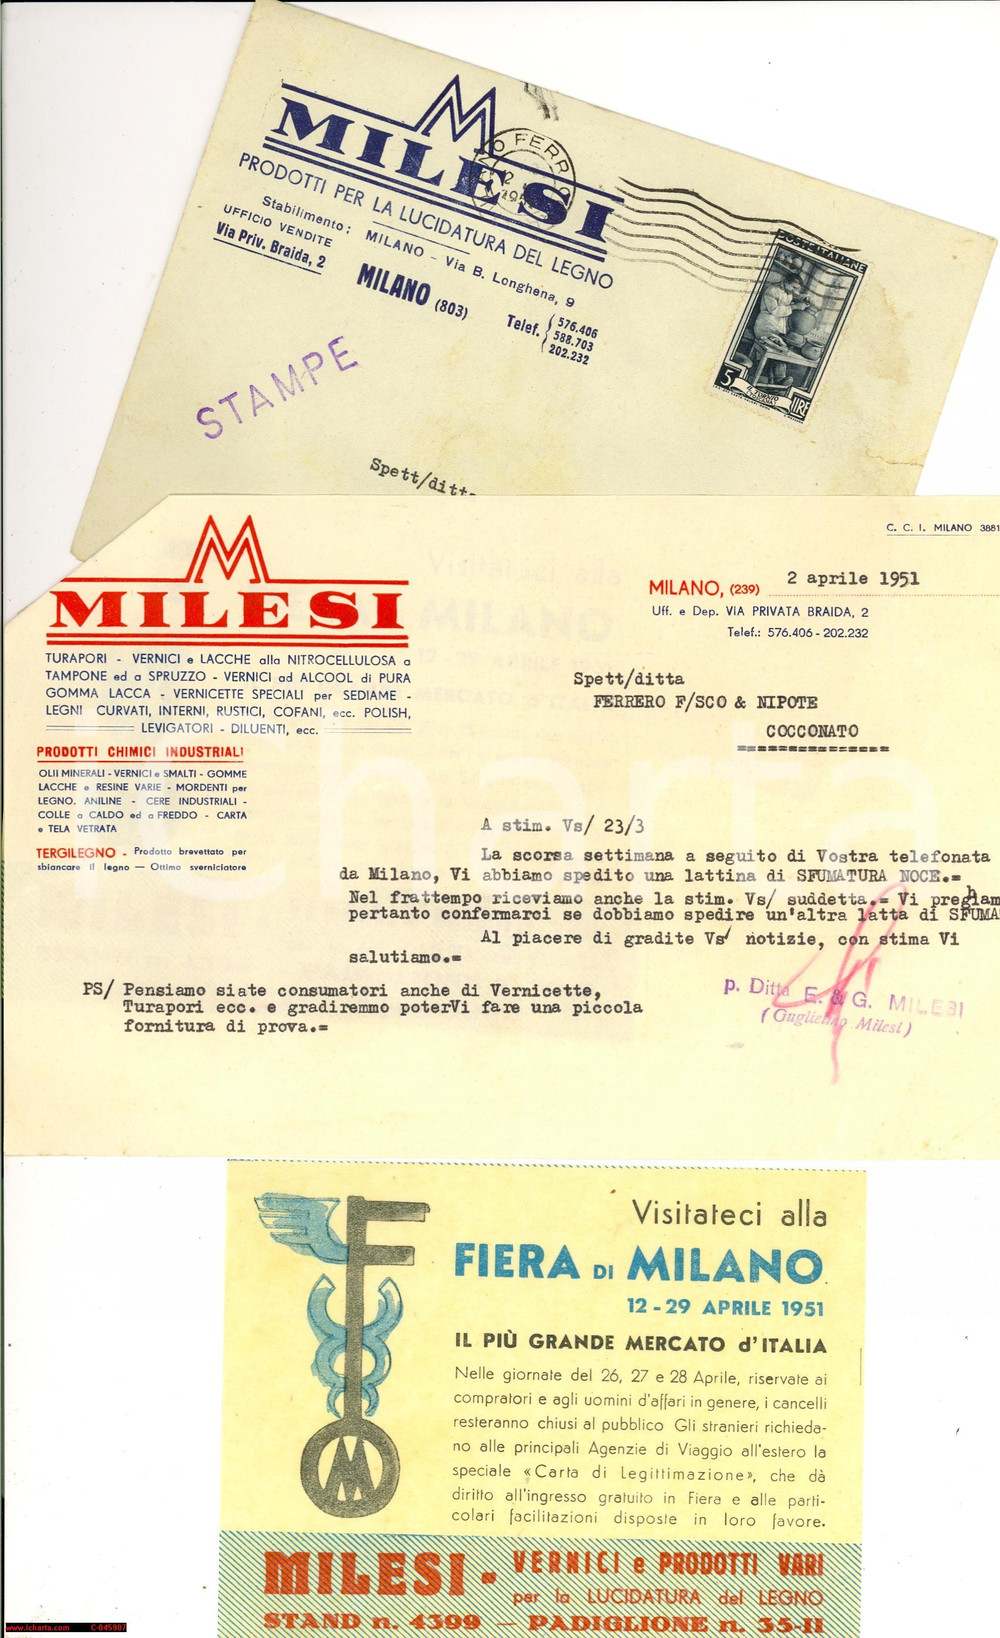 MILESI
PRODOTTI PER LA LUCIDATURA DEL LEGNO
Stabilimento: MILANO - Via B. Longhena, 9
UFFICIO VENDITE
Via Priv. Braida, 2
MILANO (803)
Telef. 576.406
588.703
202.232
FERR
POSTE ITALIANE
5
IL TORNIO
LIRE
STAMPE
Spett/ditta
C. C. I. MILANO 3881
MILESI
MILANO, (239) 2 aprile 1951
Uff. e Dep. VIA PRIVATA BRAIDA, 2
Telef.: 576.406 - 202.232
TURAPORI - VERNICI e LACCHE alla NITROCELLULOSA a
TAMPONE ed a SPRUZZO - VERNICI ad ALCOOL di PURA
GOMMA LACCA - VERNICETTE SPECIALI per SEDIAME -
LEGNI CURVATI, INTERNI, RUSTICI, COFANI, ecc. POLISH,
LEVIGATORI - DILUENTI, ecc.
Spett/ditta
FERRERO F/SCO & NIPOTE
COCCONATO
PRODOTTI CHIMICI INDUSTRIALI
OLII MINERALI - VERNICI e SMALTI - GOMME
LACCHE e RESINE VARIE - MORDENTI per
LEGNO. ANILINE - CERE INDUSTRIALI -
COLLE a CALDO ed a FREDDO - CARTA
e TELA VETRATA
TERGILEGNO - Prodotto brevettato per
sbiancare il legno — Ottimo sverniciatore
A stim. Vs/ 23/3
La scorsa settimana a seguito di Vostra telefonata
da Milano, Vi abbiamo spedito una lattina di SFUMATURA NOCE.=
Nel frattempo riceviamo anche la stim. Vs/ suddetta.= Vi preghiam
pertanto confermarci se dobbiamo spedire un'altra latta di SFUMA
Al piacere di gradite Vs/ notizie, con stima Vi
salutiamo.=
PS/ Pensiamo siate consumatori anche di Vernicette,
Turapori ecc. e gradiremmo poterVi fare una piccola
fornitura di prova.=
p. Ditta E. & G. MILESI
(Guglielmo Milesi)
icharta
Visitateci alla
FIERA DI MILANO
12 - 29 APRILE 1951
IL PIÙ GRANDE MERCATO d'ITALIA
Nelle giornate del 26, 27 e 28 Aprile, riservate ai
compratori e agli uomini d'affari in genere, i cancelli
resteranno chiusi al pubblico Gli stranieri richieda-
no alle principali Agenzie di Viaggio all'estero la
speciale «Carta di Legittimazione», che dà
diritto all'ingresso gratuito in Fiera e alle parti-
colari facilitazioni disposte in loro favore.
MILESI - VERNICI e PRODOTTI VARI
per la LUCIDATURA del LEGNO
STAND n. 4399 — PADIGLIONE n. 35-II
www.icharta.com C-045907